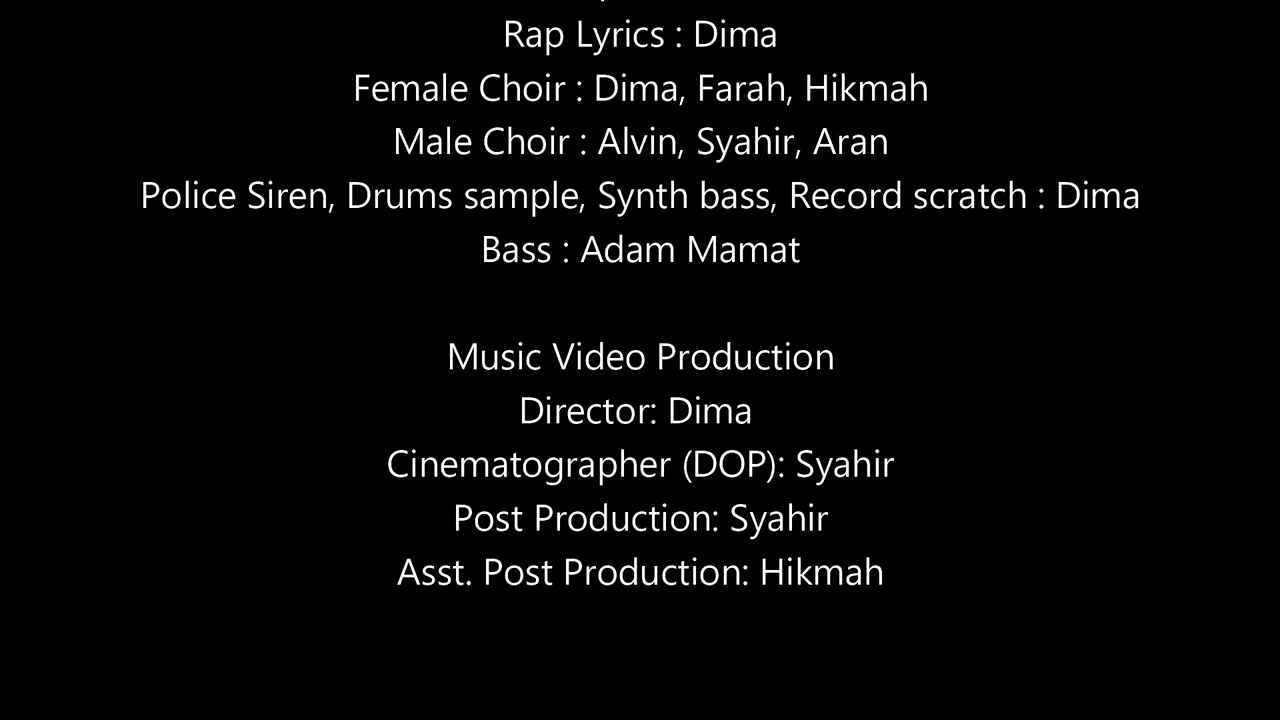 Rap Lyrics : Dima
Female Choir : Dima, Farah, Hikmah
Male Choir : Alvin, Syahir, Aran
Police Siren, Drums sample, Synth bass, Record scratch : Dima
Bass : Adam Mamat
Music Video Production
Director: Dima
Cinematographer (DOP): Syahir
Post Production: Syahir
Asst. Post Production: Hikmah